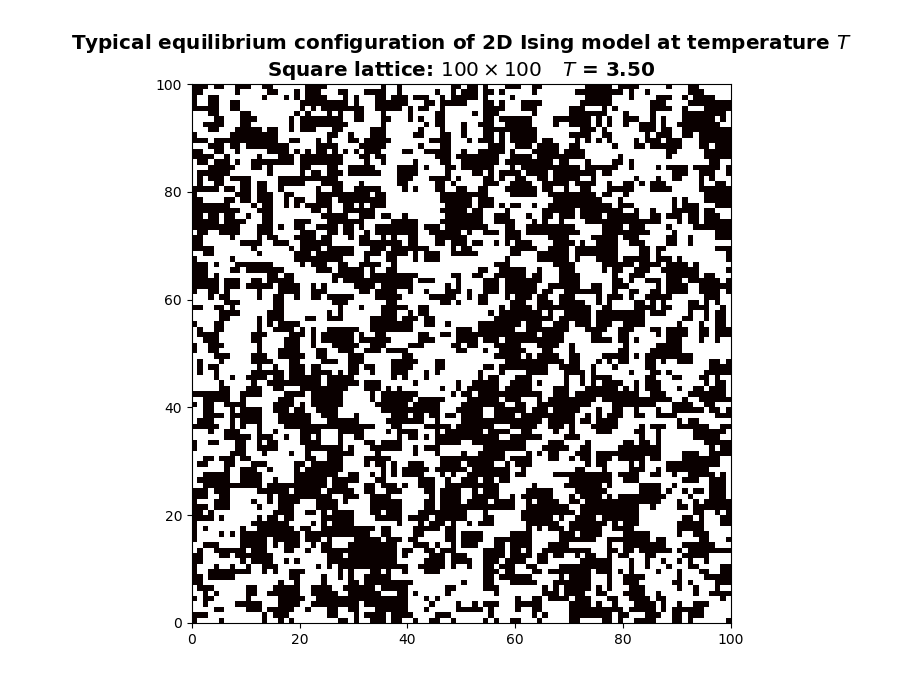 Typical equilibrium configuration of 2D Ising model at temperature T
Square lattice: 100 × 100 T = 3.50
100
80
60
40
20
0
0 20 40 60 80 100